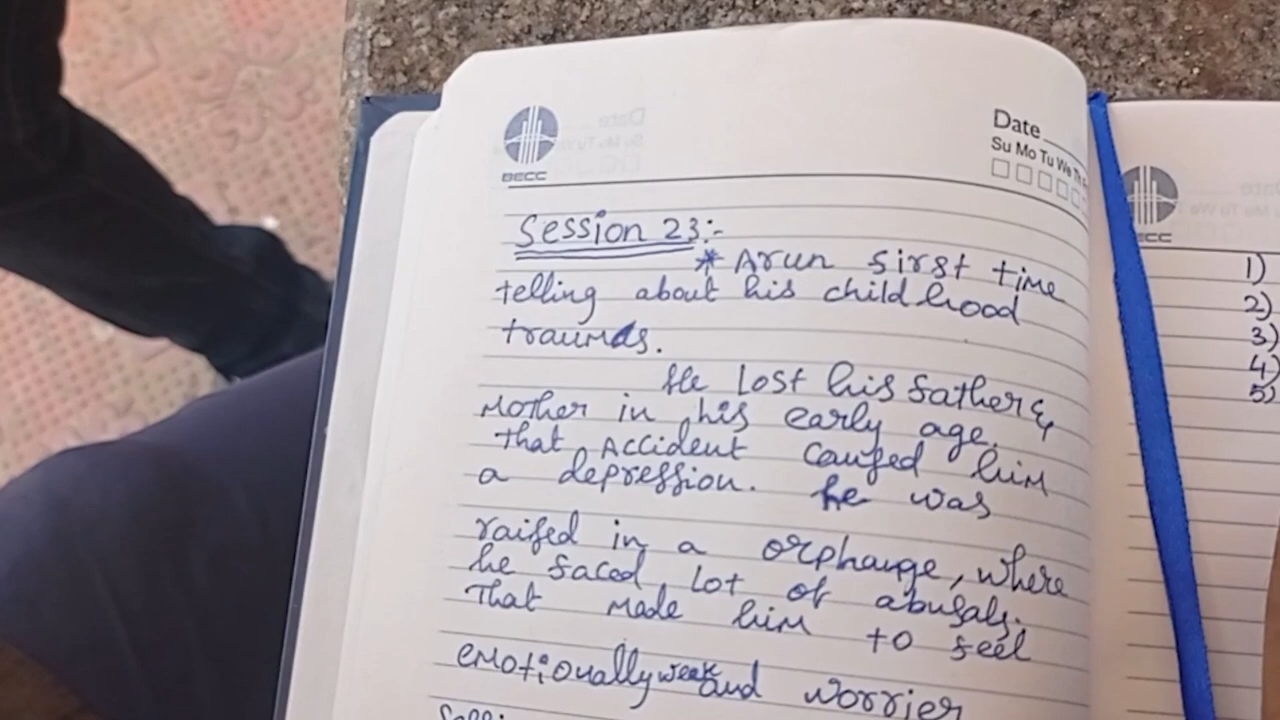 BECC
Date
Su Mo Tu We Th
Session 23:-
* Arun first time
telling about his childhood
traumas.
He lost his father &
Mother in his early age.
that Accident caused him
a depression. he was
raised in a orphange, where
he faced lot of abusals.
That made him to feel
emotionally weak and worrier
1)
2)
3)
4)
5)